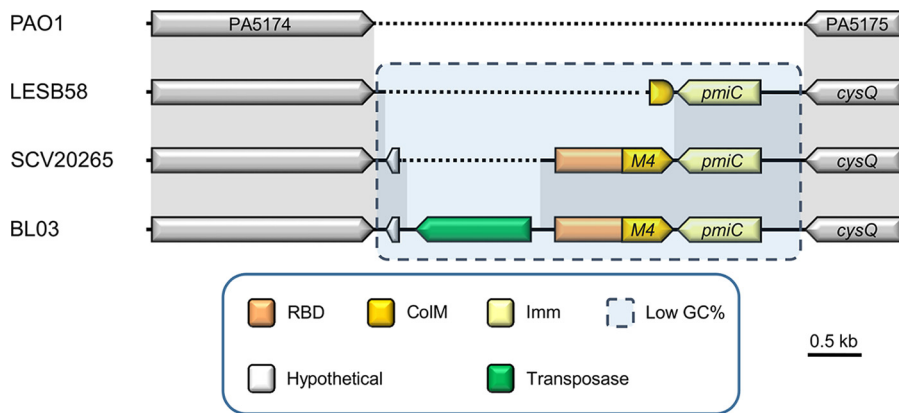 PAO1 PA5174 PA5175
LESB58 pmiC cysQ
SCV20265 M4 pmiC cysQ
BL03 M4 pmiC cysQ
RBD ColM Imm Low GC%
Hypothetical Transposase
0.5 kb